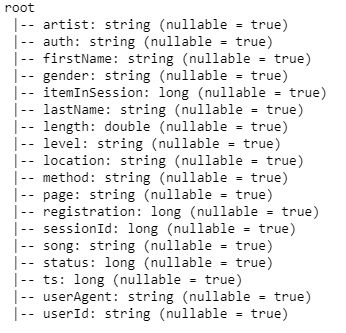 root
 |-- artist: string (nullable = true)
 |-- auth: string (nullable = true)
 |-- firstName: string (nullable = true)
 |-- gender: string (nullable = true)
 |-- itemInSession: long (nullable = true)
 |-- lastName: string (nullable = true)
 |-- length: double (nullable = true)
 |-- level: string (nullable = true)
 |-- location: string (nullable = true)
 |-- method: string (nullable = true)
 |-- page: string (nullable = true)
 |-- registration: long (nullable = true)
 |-- sessionId: long (nullable = true)
 |-- song: string (nullable = true)
 |-- status: long (nullable = true)
 |-- ts: long (nullable = true)
 |-- userAgent: string (nullable = true)
 |-- userId: string (nullable = true)